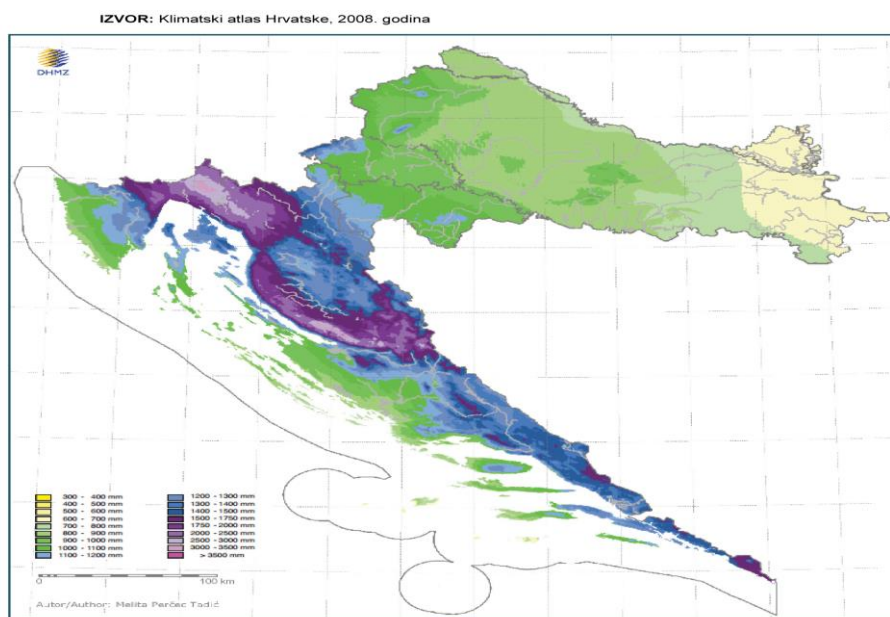 IZVOR: Klimatski atlas Hrvatske, 2008. godina
DHMZ
300 - 400 mm
400 - 500 mm
500 - 600 mm
600 - 700 mm
700 - 800 mm
800 - 900 mm
900 - 1000 mm
1000 - 1100 mm
1100 - 1200 mm
1200 - 1300 mm
1300 - 1400 mm
1400 - 1500 mm
1500 - 1750 mm
1750 - 2000 mm
2000 - 2500 mm
2500 - 3000 mm
3000 - 3500 mm
> 3500 mm
0 100 km
Autor/Author: Melita Perčec Tadić